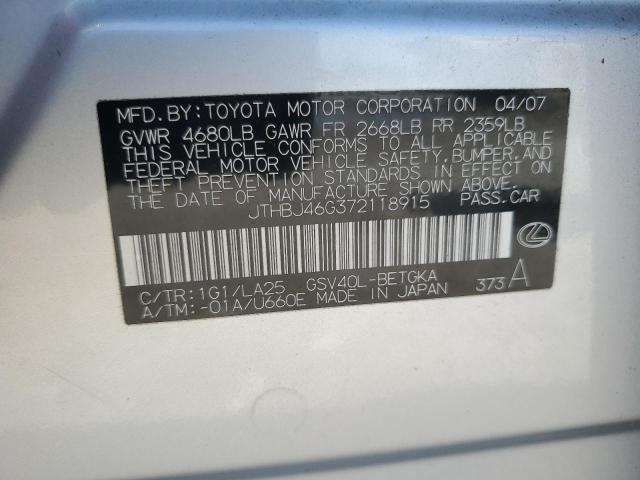 MFD. BY: TOYOTA MOTOR CORPORATION 04/07
GVWR 4680LB GAWR FR 2668LB RR 2359LB
THIS VEHICLE CONFORMS TO ALL APPLICABLE
FEDERAL MOTOR VEHICLE SAFETY, BUMPER, AND
THEFT PREVENTION STANDARDS IN EFFECT ON
THE DATE OF MANUFACTURE SHOWN ABOVE.
JTHBJ46G372118915 PASS. CAR
C/TR: 1G1/LA25 GSV40L-BETGKA
A/TM: -01A/U660E MADE IN JAPAN 373 A